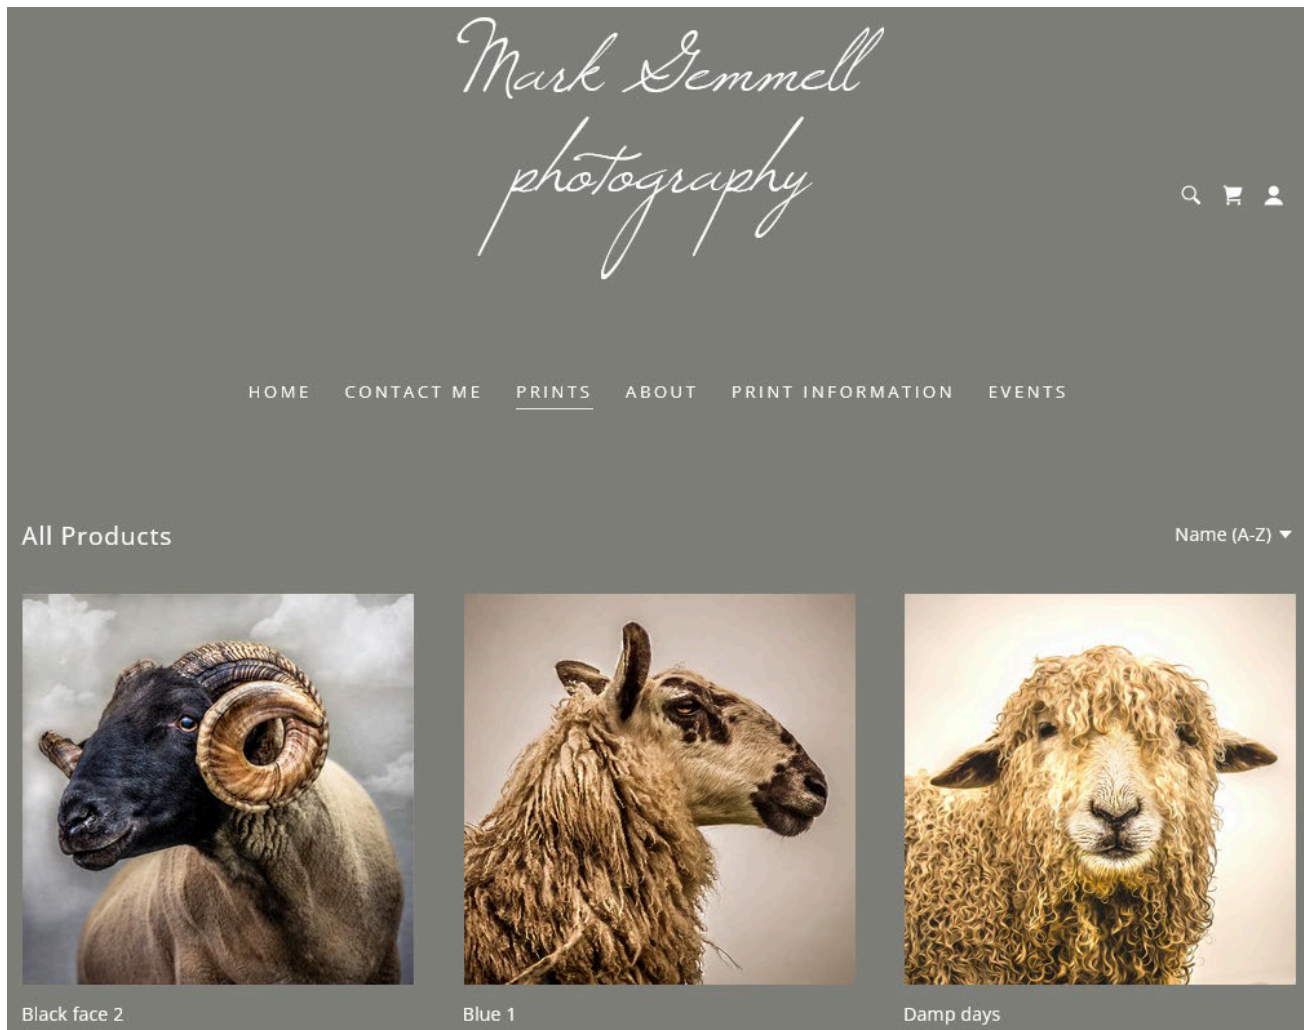 Mark Gemmell
photography
HOME CONTACT ME PRINTS ABOUT PRINT INFORMATION EVENTS
All Products
Name (A-Z)
Black face 2
Blue 1
Damp days